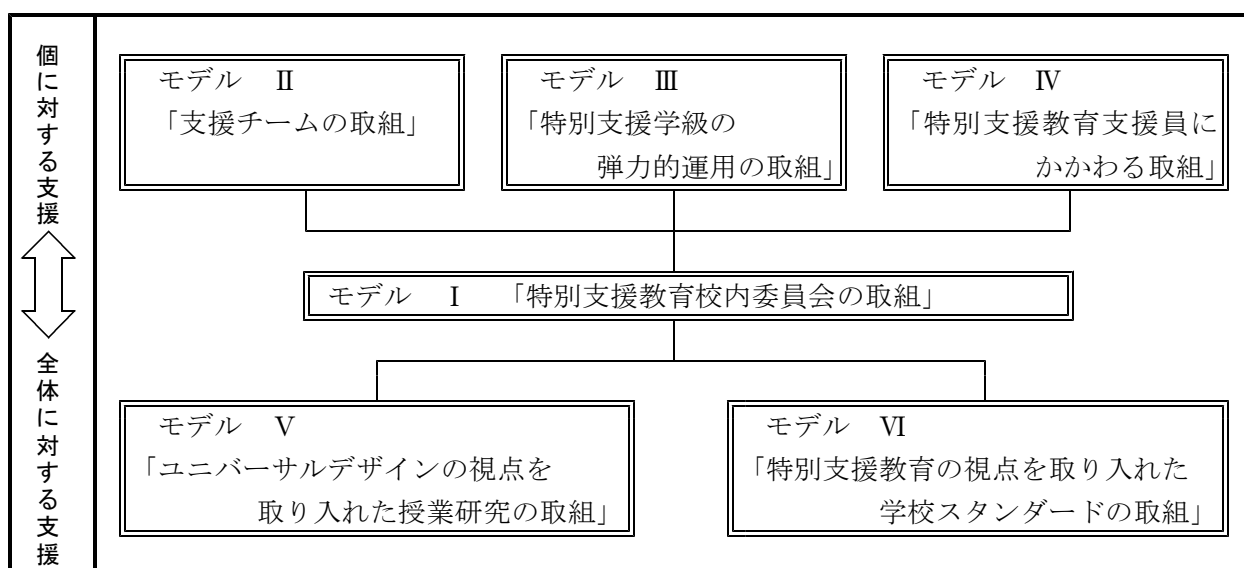 個に対する支援
全体に対する支援
モデル Ⅱ
「支援チームの取組」
モデル Ⅲ
「特別支援学級の
弾力的運用の取組」
モデル Ⅳ
「特別支援教育支援員に
かかわる取組」
モデル Ⅰ 「特別支援教育校内委員会の取組」
モデル Ⅴ
「ユニバーサルデザインの視点を
取り入れた授業研究の取組」
モデル Ⅵ
「特別支援教育の視点を取り入れた
学校スタンダードの取組」